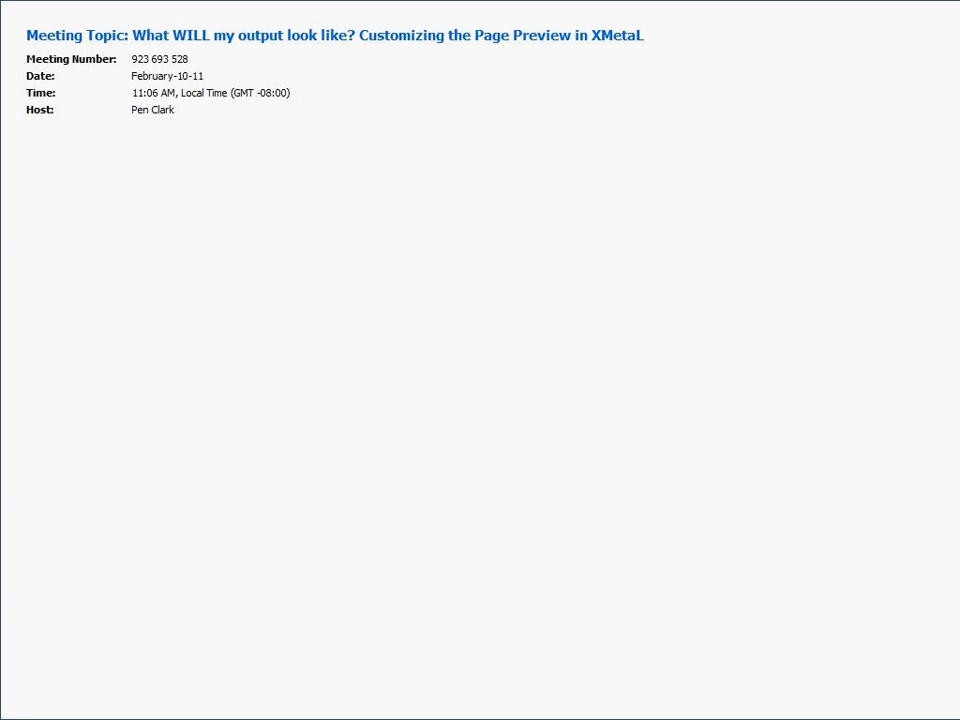 Meeting Topic: What WILL my output look like? Customizing the Page Preview in XMetaL
Meeting Number: 923 693 528
Date: February-10-11
Time: 11:06 AM, Local Time (GMT -08:00)
Host: Pen Clark